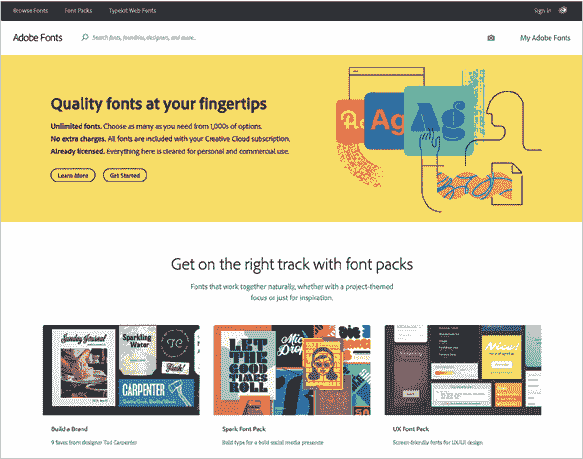 Browse Fonts Font Packs Typekit Web Fonts Sign in
Adobe Fonts Search fonts, foundries, designers, and more... My Adobe Fonts
Quality fonts at your fingertips
Unlimited fonts. Choose as many as you need from 1,000s of options.
No extra charges. All fonts are included with your Creative Cloud subscription.
Already licensed. Everything here is cleared for personal and commercial use.
Learn More Get Started
Ag Ag
Get on the right track with font packs
Fonts that work together naturally, whether with a project-themed
focus or just for inspiration.
Sunday Journal
Sparkling
Water
TC
CARPENTER
LET
THE
GOOD
TIMES
ROLL
Build a Brand
9 faves from designer Tad Carpenter
Spark Font Pack
Bold type for a bold social media presence
UX Font Pack
Screen-friendly fonts for UX/UI design